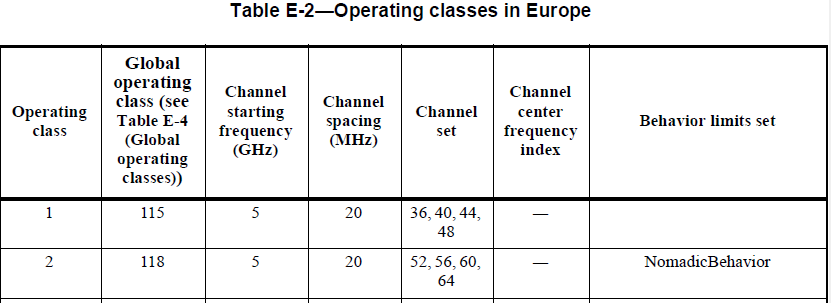 Table E-2—Operating classes in Europe
Operating
class
Global
operating
class (see
Table E-4
(Global
operating
classes))
Channel
starting
frequency
(GHz)
Channel
spacing
(MHz)
Channel
set
Channel
center
frequency
index
Behavior limits set
1
115
5
20
36, 40, 44,
48
—
2
118
5
20
52, 56, 60,
64
—
NomadicBehavior